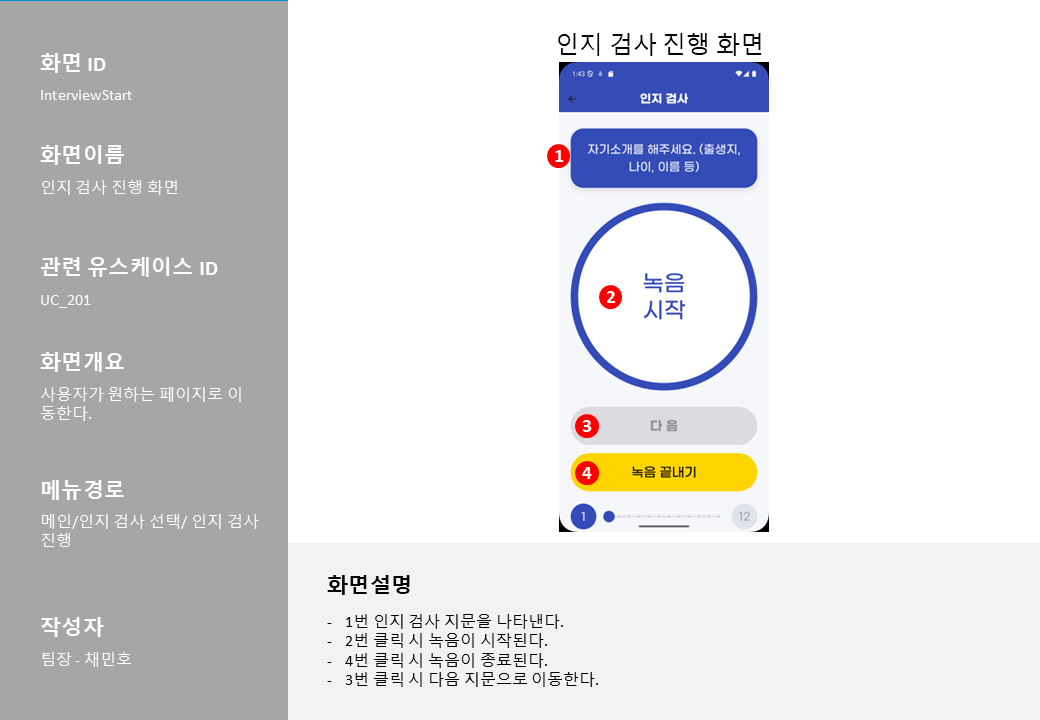 화면 ID
InterviewStart
화면이름
인지 검사 진행 화면
관련 유스케이스 ID
UC_201
화면개요
사용자가 원하는 페이지로 이
동한다.
메뉴경로
메인/인지 검사 선택/ 인지 검사
진행
작성자
팀장 - 채민호
인지 검사 진행 화면
1:43
인지 검사
1
자기소개를 해주세요. (출생지,
나이, 이름 등)
2
녹음
시작
3
다 음
4
녹음 끝내기
1
12
화면설명
- 1번 인지 검사 지문을 나타낸다.
- 2번 클릭 시 녹음이 시작된다.
- 4번 클릭 시 녹음이 종료된다.
- 3번 클릭 시 다음 지문으로 이동한다.